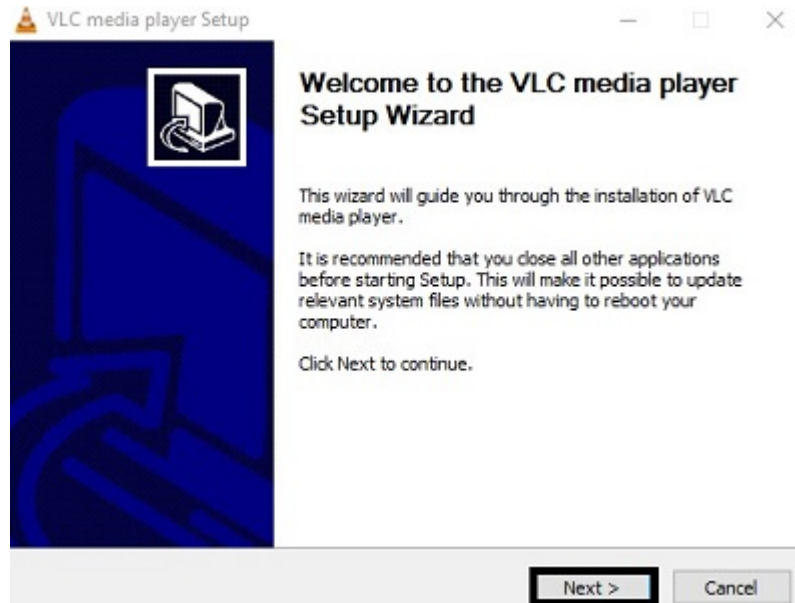 VLC media player Setup
Welcome to the VLC media player
Setup Wizard
This wizard will guide you through the installation of VLC
media player.
It is recommended that you close all other applications
before starting Setup. This will make it possible to update
relevant system files without having to reboot your
computer.
Click Next to continue.
Next >
Cancel